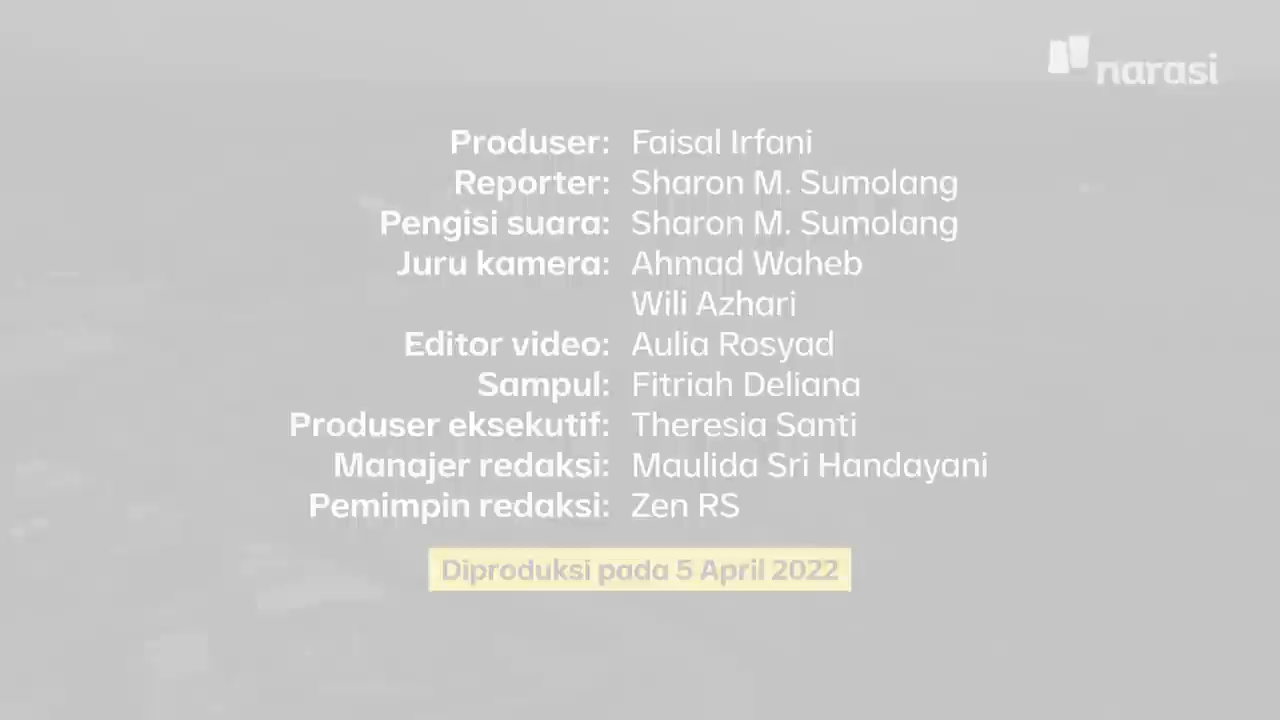 narasi
Produser: Faisal Irfani
Reporter: Sharon M. Sumolang
Pengisi suara: Sharon M. Sumolang
Juru kamera: Ahmad Waheb
Wili Azhari
Editor video: Aulia Rosyad
Sampul: Fitriah Deliana
Produser eksekutif: Theresia Santi
Manajer redaksi: Maulida Sri Handayani
Pemimpin redaksi: Zen RS
Diproduksi pada 5 April 2022